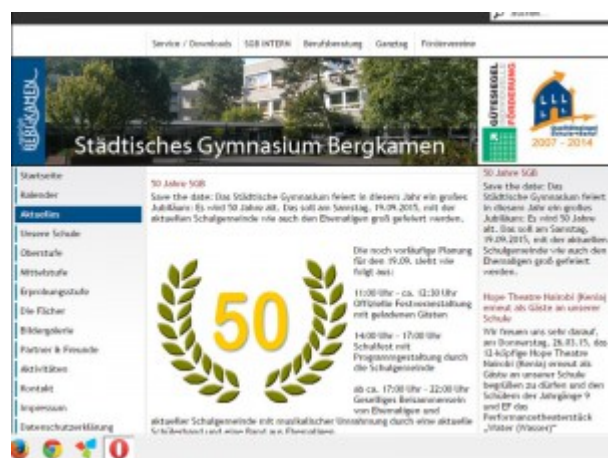 Suchen...
Service / Downloads SGB INTERN Berufsberatung Ganztag Fördervereine
BERGKAMEN
Städtisches Gymnasium Bergkamen
GÜTESIEGEL
FÖRDERUNG
2007 - 2014
Startseite
Kalender
Aktuelles
Unsere Schule
Oberstufe
Mittelstufe
Erprobungsstufe
Die Fächer
Bildergalerie
Partner & Freunde
Aktivitäten
Kontakt
Impressum
Datenschutzerklärung
50 Jahre SGB
Save the date: Das Städtische Gymnasium feiert in diesem Jahr ein großes
Jubiläum: Es wird 50 Jahre alt. Das soll am Samstag, 19.09.2015, mit der
aktuellen Schulgemeinde wie auch den Ehemaligen groß gefeiert werden.
50
Die noch vorläufige Planung
für den 19.09. sieht wie
folgt aus:
11:00 Uhr - ca. 12:30 Uhr
Offizielle Festveranstaltung
mit geladenen Gästen
14:00 Uhr - 17:00 Uhr
Schulfest mit
Programmgestaltung durch
die Schulgemeinde
ab ca. 17:00 Uhr - 22:00 Uhr
Geselliges Beisammensein
von Ehemaligen und
aktueller Schulgemeinde mit musikalischer Umrahmung durch eine aktuelle
Schülerband und eine Band aus Ehemaligen.
50 Jahre SGB
Save the date: Das
Städtische Gymnasium feiert
in diesem Jahr ein großes
Jubiläum: Es wird 50 Jahre
alt. Das soll am Samstag,
19.09.2015, mit der aktuellen
Schulgemeinde wie auch den
Ehemaligen groß gefeiert
werden.
Hope Theatre Nairobi (Kenia)
erneut als Gäste an unserer
Schule
Wir freuen uns sehr darauf,
am Donnerstag, 26.03.15, das
12-köpfige Hope Theatre
Nairobi (Kenia) erneut als
Gäste an unserer Schule
begrüßen zu dürfen und den
Schülern der Jahrgänge 9
und EF das
Performancetheaterstück
„Water (Wasser)"